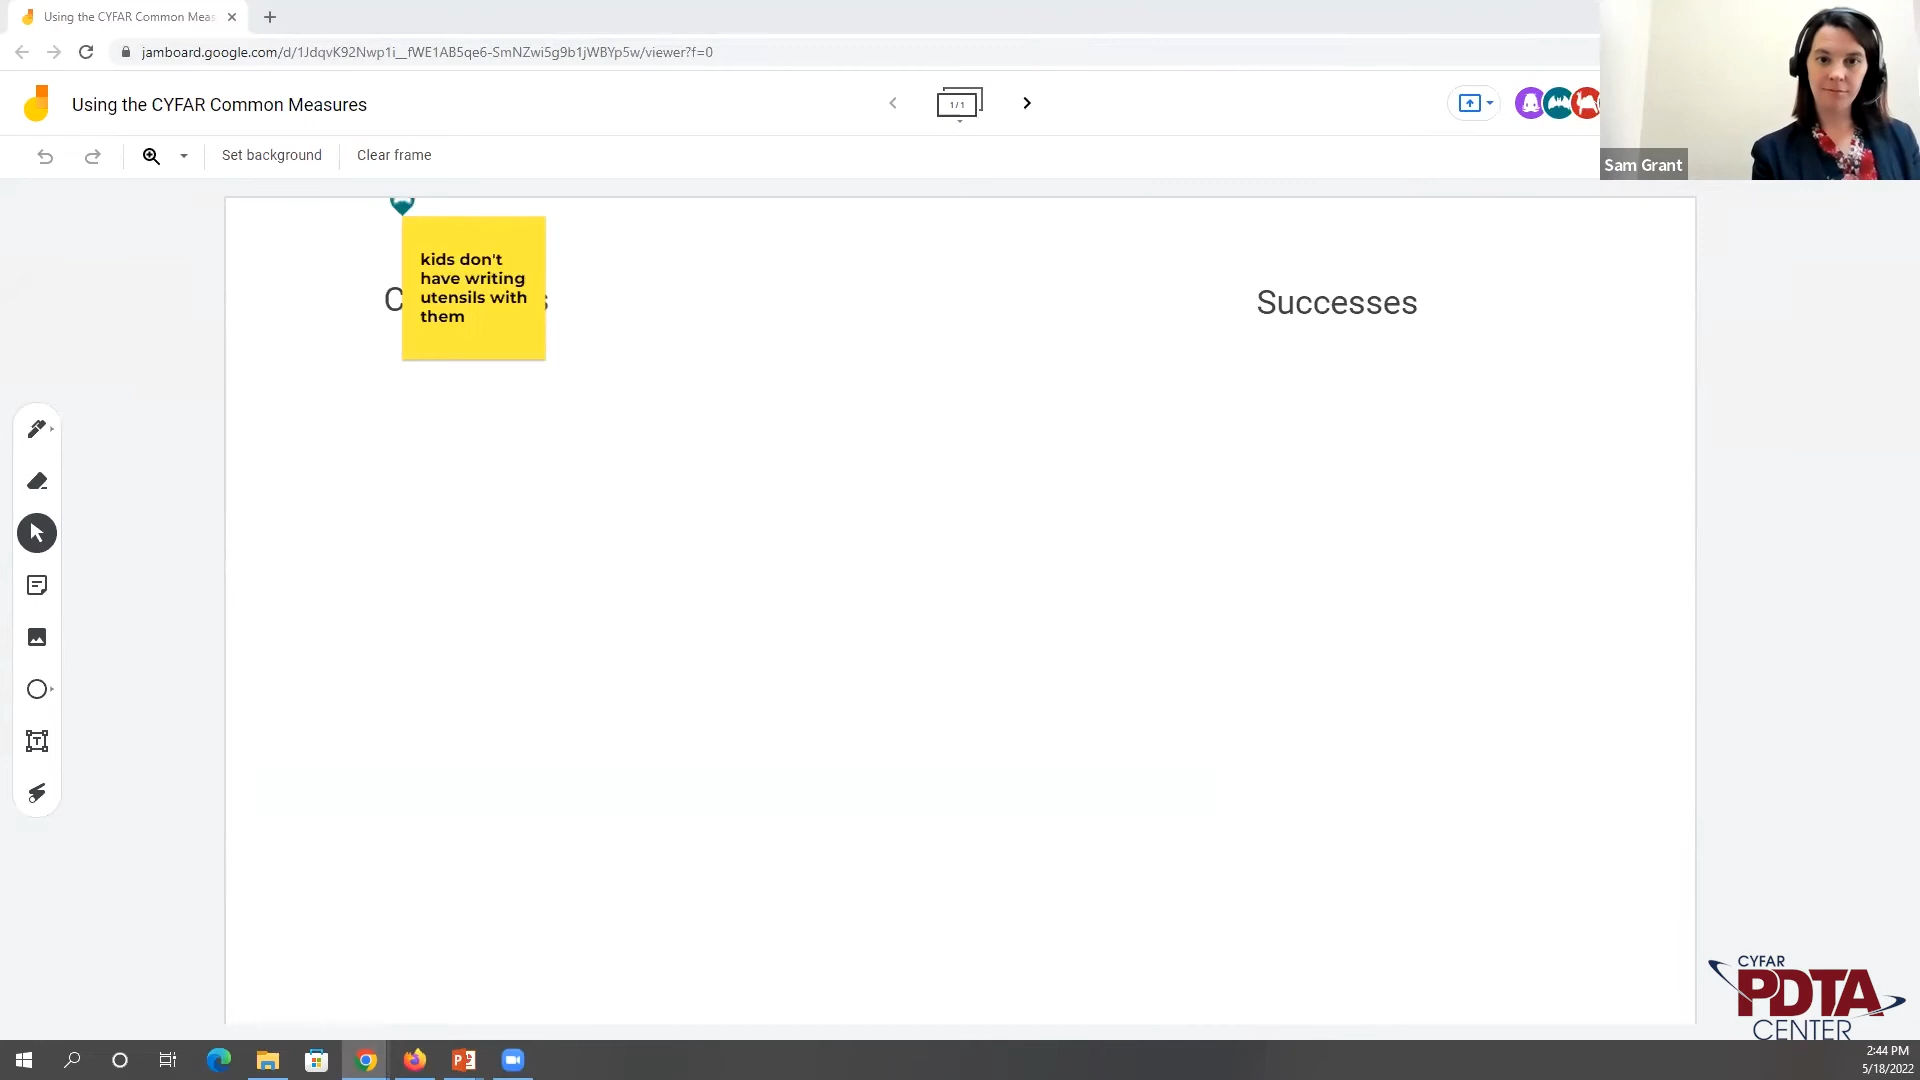 Using the CYFAR Common Meas
jamboard.google.com/d/1JdqvK92Nwp1i__fWE1AB5qe6-SmNZwi5g9b1jWBYp5w/viewer?f=0
Using the CYFAR Common Measures
1 / 1
Set background
Clear frame
Sam Grant
kids don't
have writing
utensils with
them
C s
Successes
CYFAR
PDTA
CENTER
2:44 PM
5/18/2022